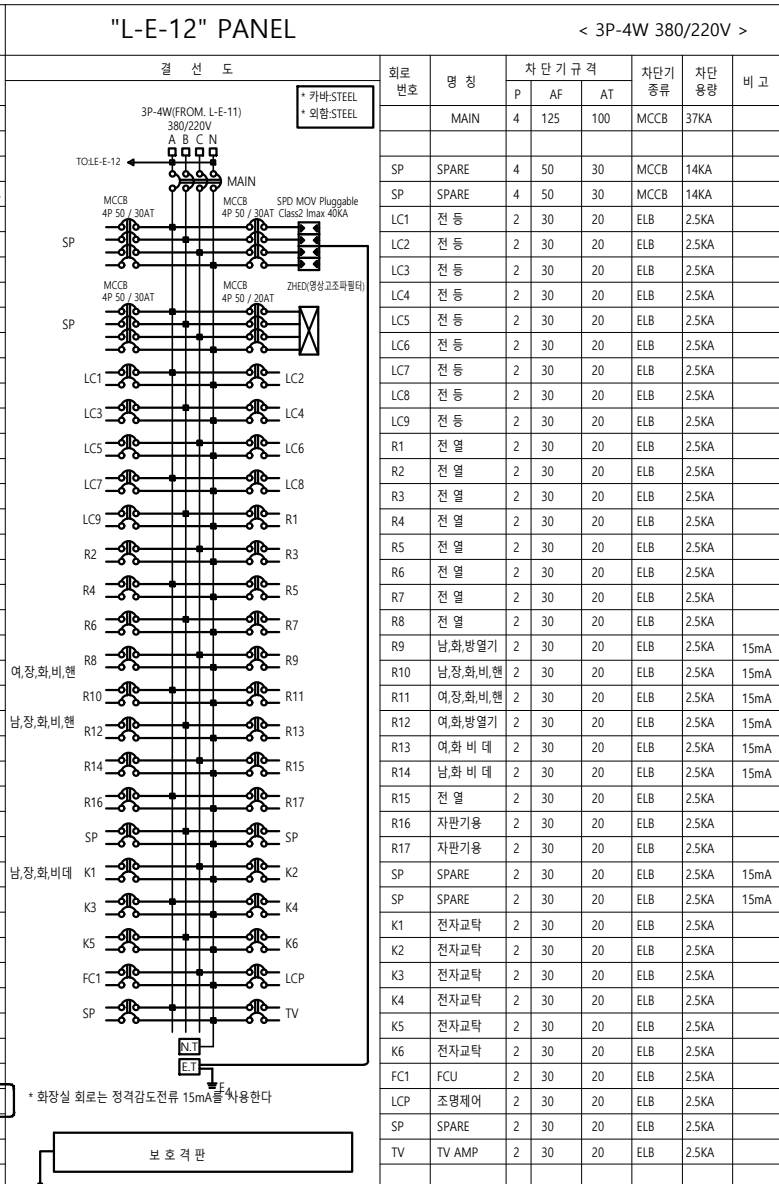 "L-E-12" PANEL
< 3P-4W 380/220V >
결 선 도
* 카바:STEEL
* 외함:STEEL
3P-4W(FROM. L-E-11)
380/220V
A B C N
TO:LE-E-12
MAIN
MCCB
4P 50 / 30AT
MCCB
4P 50 / 30AT
SPD MOV Pluggable
Class2 Imax 40KA
SP
MCCB
4P 50 / 30AT
MCCB
4P 50 / 20AT
ZHED(영상고조파필터)
SP
LC1 LC2
LC3 LC4
LC5 LC6
LC7 LC8
LC9 R1
R2 R3
R4 R5
R6 R7
R8 R9
여,장,화,비,핸
R10 R11
남,장,화,비,핸
R12 R13
R14 R15
R16 R17
SP SP
남,장,화,비데 K1 K2
K3 K4
K5 K6
FC1 LCP
SP TV
N.T
E.T
E4
* 화장실 회로는 정격감도전류 15mA를 사용한다
보 호 격 판
회로 번호 명 칭 차 단 기 규 격 차단기 종류 차단 용량 비 고
P AF AT
MAIN 4 125 100 MCCB 37KA
SP SPARE 4 50 30 MCCB 14KA
SP SPARE 4 50 30 MCCB 14KA
LC1 전 등 2 30 20 ELB 2.5KA
LC2 전 등 2 30 20 ELB 2.5KA
LC3 전 등 2 30 20 ELB 2.5KA
LC4 전 등 2 30 20 ELB 2.5KA
LC5 전 등 2 30 20 ELB 2.5KA
LC6 전 등 2 30 20 ELB 2.5KA
LC7 전 등 2 30 20 ELB 2.5KA
LC8 전 등 2 30 20 ELB 2.5KA
LC9 전 등 2 30 20 ELB 2.5KA
R1 전 열 2 30 20 ELB 2.5KA
R2 전 열 2 30 20 ELB 2.5KA
R3 전 열 2 30 20 ELB 2.5KA
R4 전 열 2 30 20 ELB 2.5KA
R5 전 열 2 30 20 ELB 2.5KA
R6 전 열 2 30 20 ELB 2.5KA
R7 전 열 2 30 20 ELB 2.5KA
R8 전 열 2 30 20 ELB 2.5KA
R9 남,화,방열기 2 30 20 ELB 2.5KA 15mA
R10 남,장,화,비,핸 2 30 20 ELB 2.5KA 15mA
R11 여,장,화,비,핸 2 30 20 ELB 2.5KA 15mA
R12 여,화,방열기 2 30 20 ELB 2.5KA 15mA
R13 여,화 비 데 2 30 20 ELB 2.5KA 15mA
R14 남,화 비 데 2 30 20 ELB 2.5KA 15mA
R15 전 열 2 30 20 ELB 2.5KA
R16 자판기용 2 30 20 ELB 2.5KA
R17 자판기용 2 30 20 ELB 2.5KA
SP SPARE 2 30 20 ELB 2.5KA 15mA
SP SPARE 2 30 20 ELB 2.5KA 15mA
K1 전자교탁 2 30 20 ELB 2.5KA
K2 전자교탁 2 30 20 ELB 2.5KA
K3 전자교탁 2 30 20 ELB 2.5KA
K4 전자교탁 2 30 20 ELB 2.5KA
K5 전자교탁 2 30 20 ELB 2.5KA
K6 전자교탁 2 30 20 ELB 2.5KA
FC1 FCU 2 30 20 ELB 2.5KA
LCP 조명제어 2 30 20 ELB 2.5KA
SP SPARE 2 30 20 ELB 2.5KA
TV TV AMP 2 30 20 ELB 2.5KA